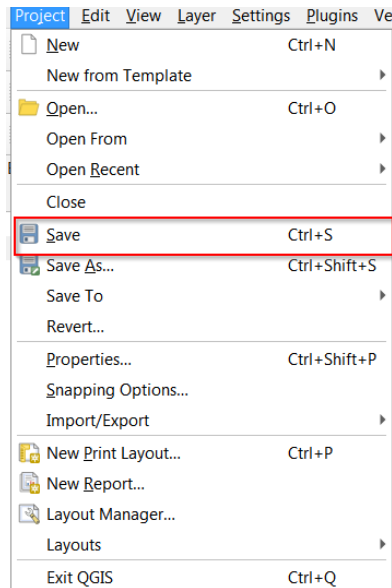 Project Edit View Layer Settings Plugins Ve
New Ctrl+N
New from Template
Open... Ctrl+O
Open From
Open Recent
Close
Save Ctrl+S
Save As... Ctrl+Shift+S
Save To
Revert...
Properties... Ctrl+Shift+P
Snapping Options...
Import/Export
New Print Layout... Ctrl+P
New Report...
Layout Manager...
Layouts
Exit QGIS Ctrl+Q